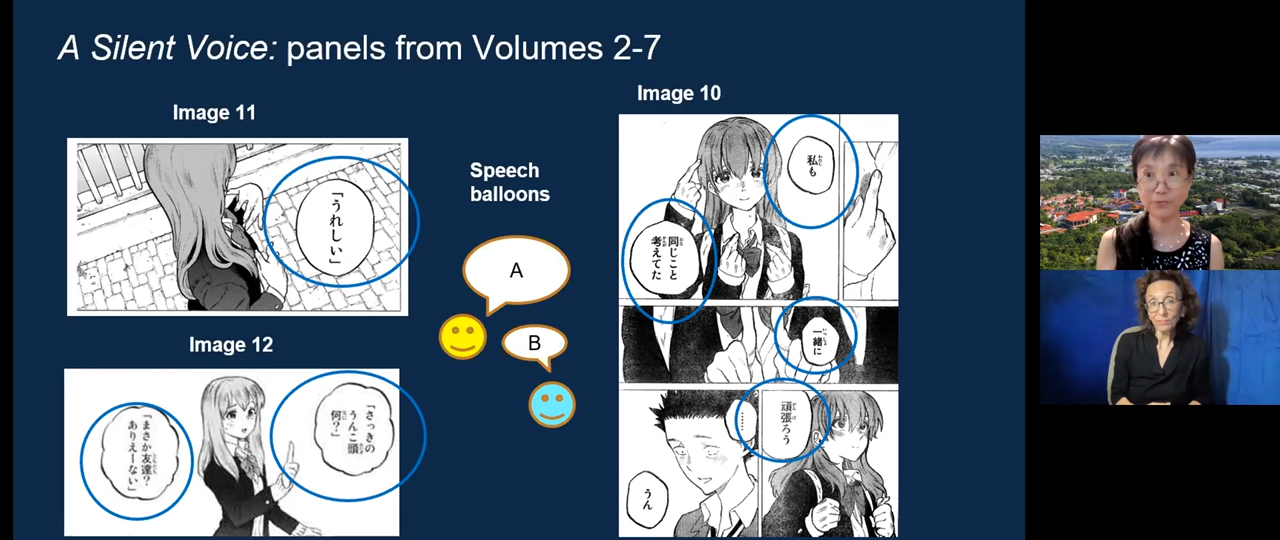 A Silent Voice: panels from Volumes 2-7
Image 11
「うれしい」
Image 12
「さっきの
うんこ頭
何？」
「まさか友達？
ありえーない」
Speech
balloons
A
B
Image 10
私も
同じこと
考えてた
一緒に
頑張ろう
……
うん